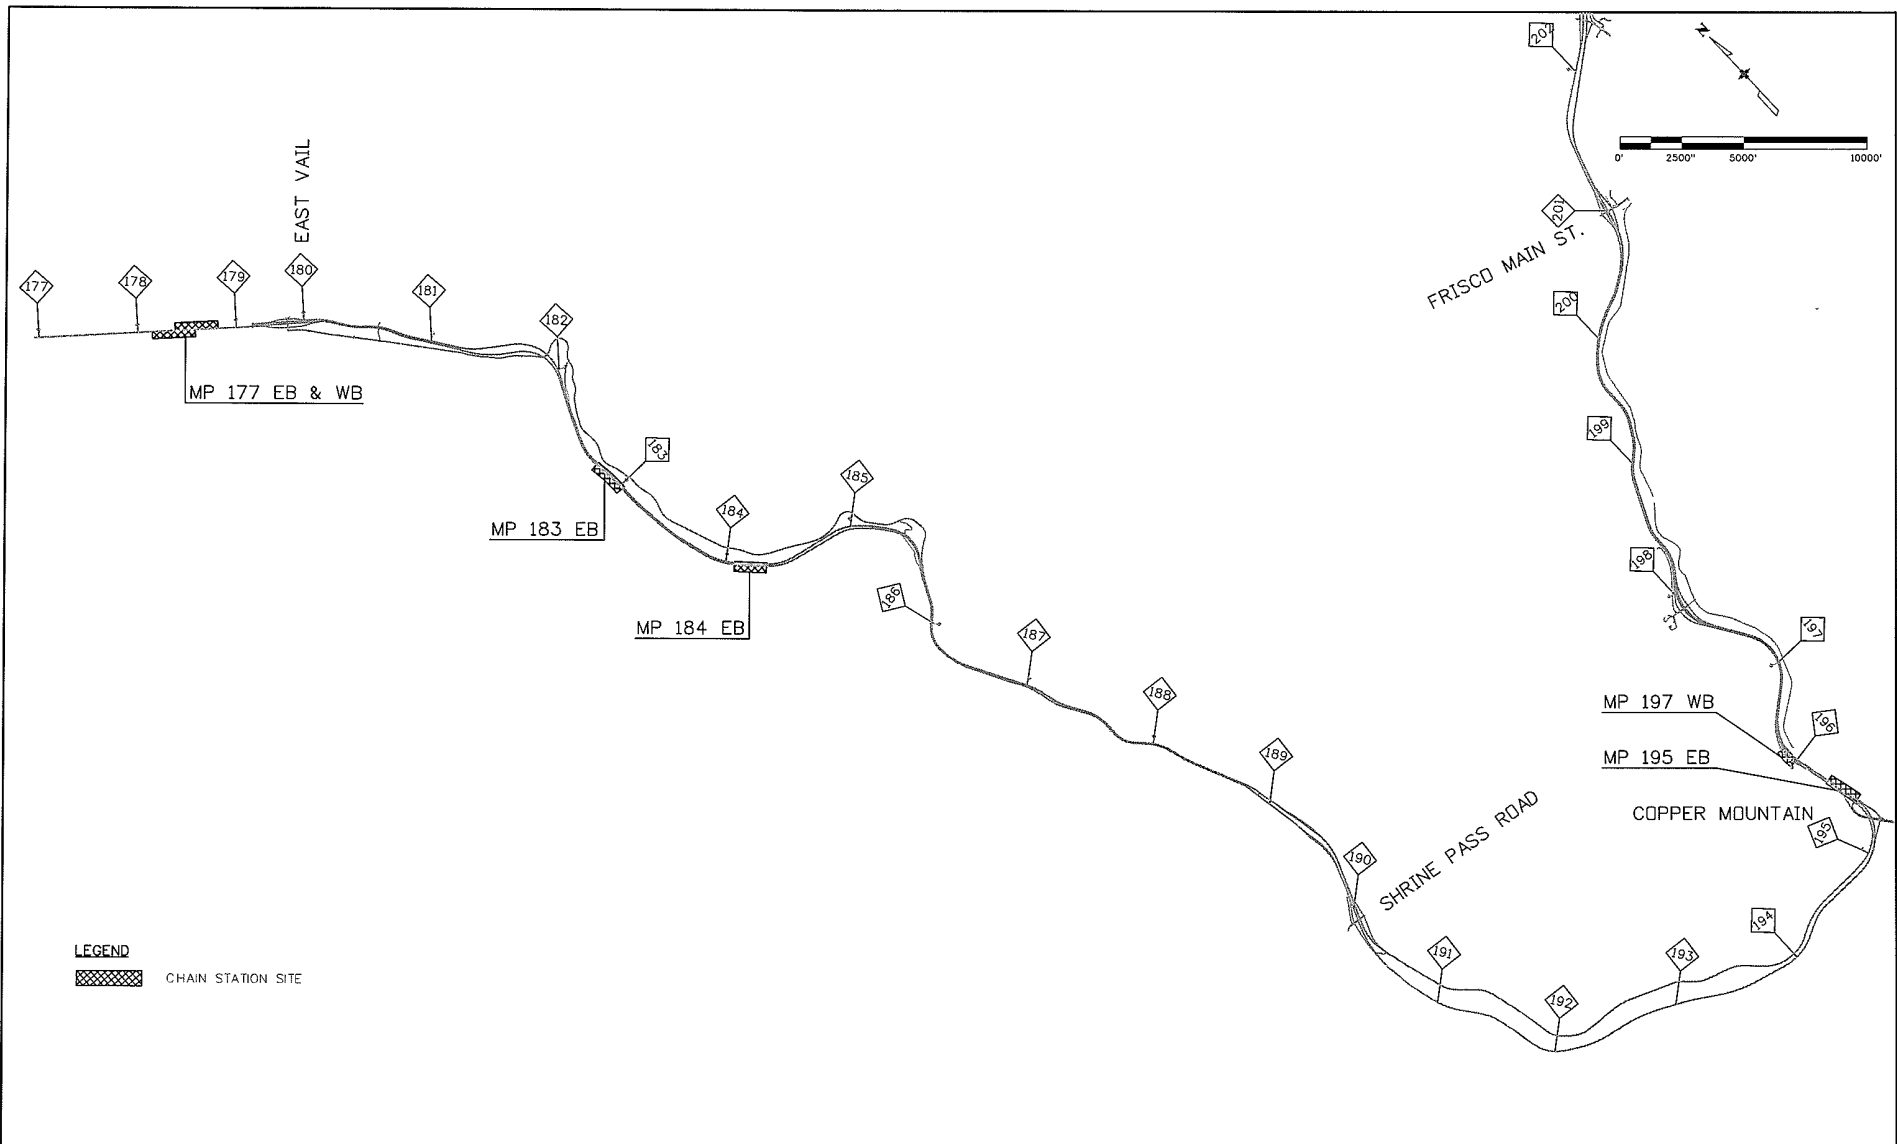 202
N
0'
2500''
5000'
10000'
201
FRISCO MAIN ST.
EAST VAIL
177
178
179
180
181
182
200
MP 177 EB & WB
199
183
185
184
MP 183 EB
198
186
187
197
MP 184 EB
188
MP 197 WB
196
189
MP 195 EB
COPPER MOUNTAIN
195
190
SHRINE PASS ROAD
194
191
193
192
LEGEND
CHAIN STATION SITE